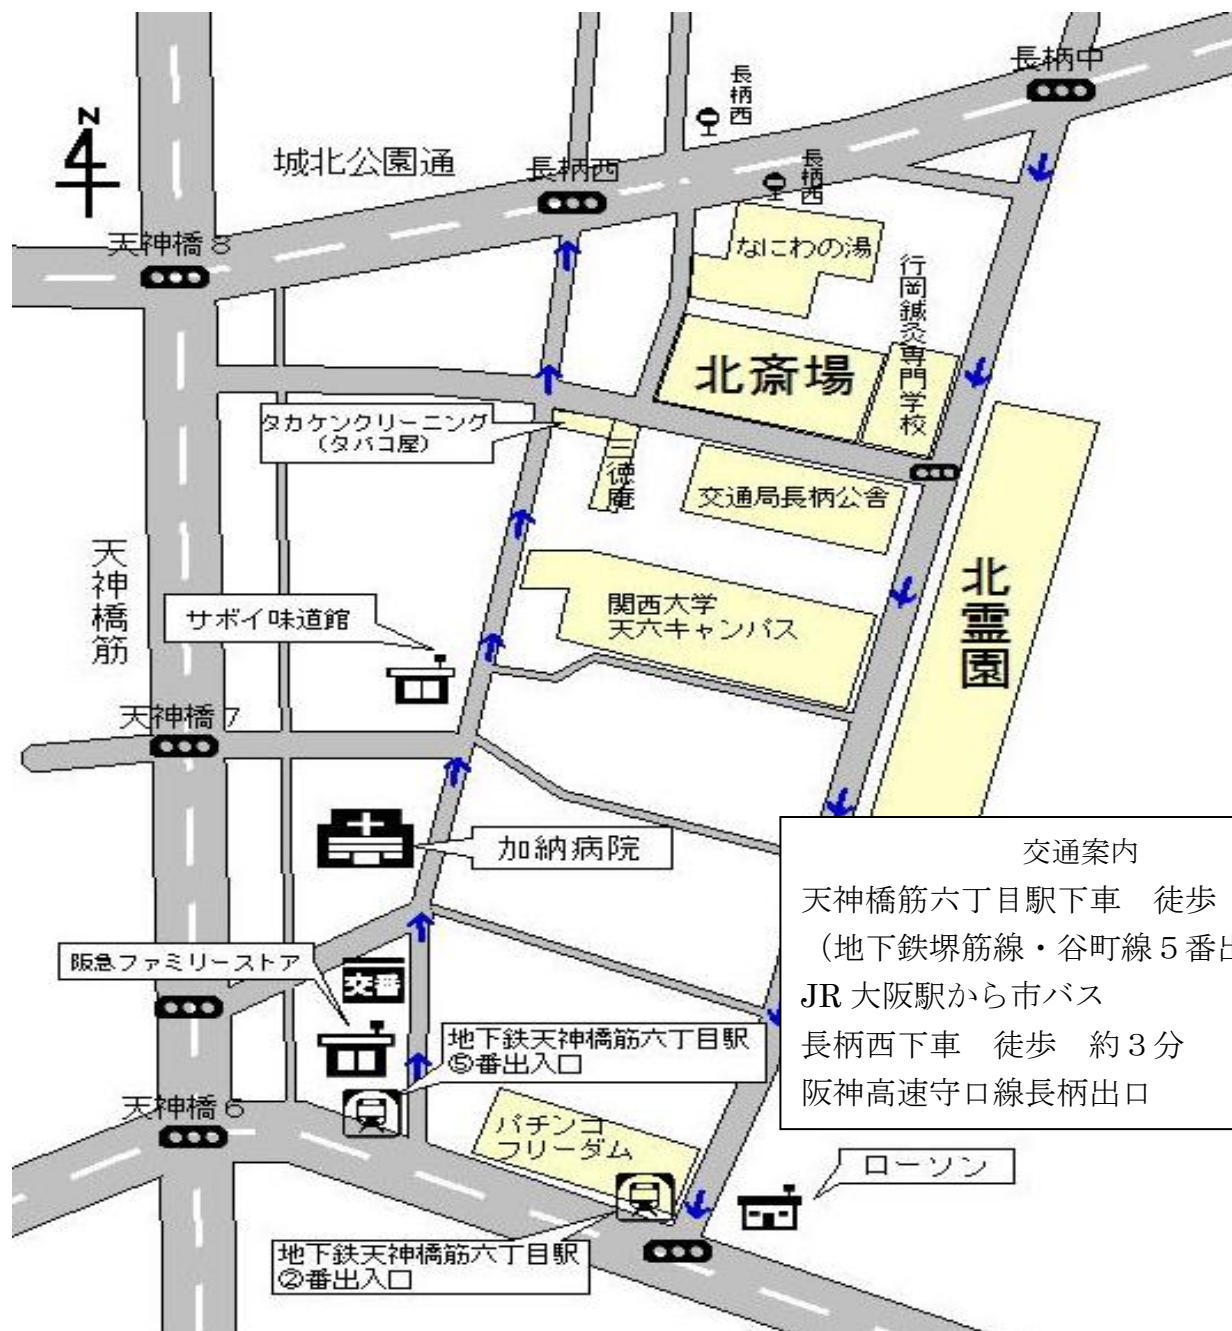 長柄中
長柄西
N
城北公園通
長柄西
長柄西
天神橋8
なにわの湯
行岡鍼灸専門学校
北斎場
タカケンクリーニング
（タバコ屋）
三徳庵
交通局長柄公舎
天神橋筋
関西大学
天六キャンパス
北霊園
サボイ味道館
天神橋7
加納病院
交通案内
天神橋筋六丁目駅下車　徒歩
（地下鉄堺筋線・谷町線５番出
JR 大阪駅から市バス
長柄西下車　徒歩　約３分
阪神高速守口線長柄出口
阪急ファミリーストア
交番
地下鉄天神橋筋六丁目駅
⑤番出入口
天神橋6
パチンコ
フリーダム
ローソン
地下鉄天神橋筋六丁目駅
②番出入口